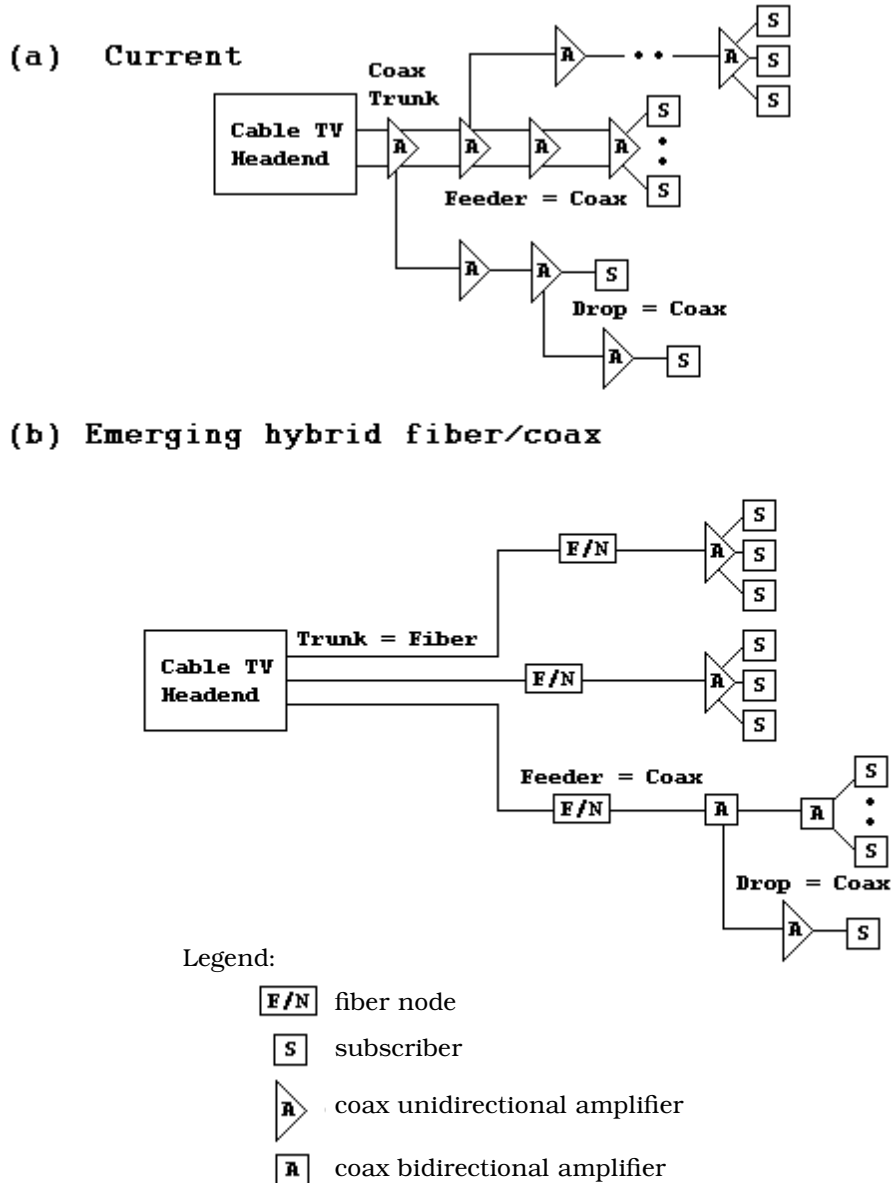 (a) Current
A
• •
A
S
S
S
Coax
Trunk
Cable TV
Headend
A
A
A
A
S
•
•
S
Feeder = Coax
A
A
S
Drop = Coax
A
S
(b) Emerging hybrid fiber/coax
F/N
A
S
S
S
Trunk = Fiber
Cable TV
Headend
F/N
A
S
S
S
Feeder = Coax
F/N
A
A
S
•
•
S
Drop = Coax
A
S
Legend:
F/N fiber node
S subscriber
A coax unidirectional amplifier
A coax bidirectional amplifier